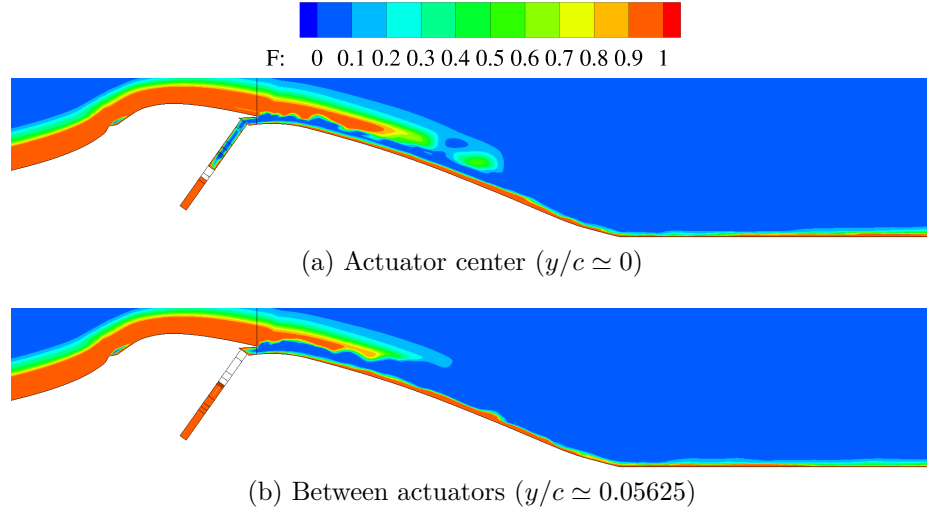 F: 0 0.1 0.2 0.3 0.4 0.5 0.6 0.7 0.8 0.9 1
(a) Actuator center (y/c ≃ 0)
(b) Between actuators (y/c ≃ 0.05625)